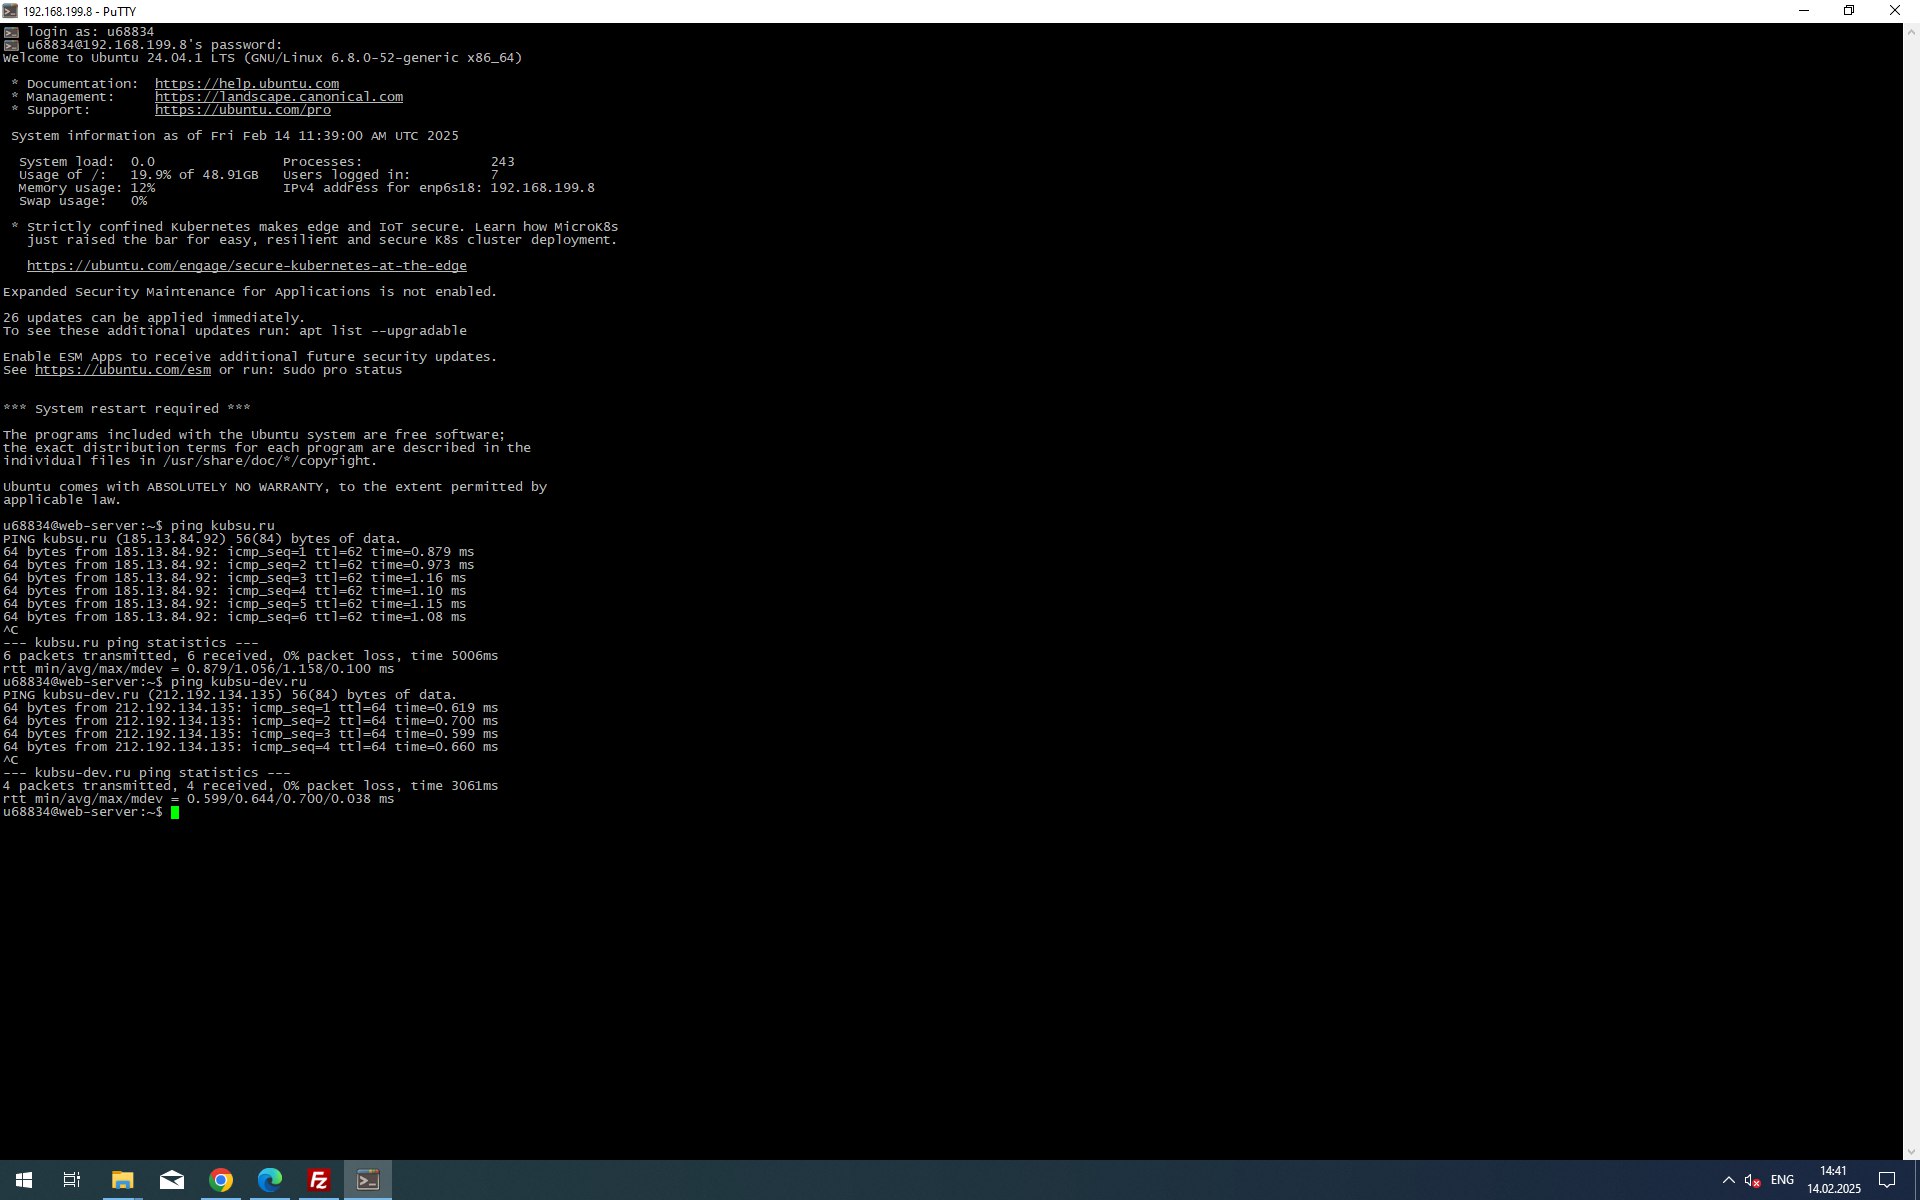 192.168.199.8 - PuTTY
login as: u68834
u68834@192.168.199.8's password:
Welcome to Ubuntu 24.04.1 LTS (GNU/Linux 6.8.0-52-generic x86_64)
* Documentation:  https://help.ubuntu.com
* Management:     https://landscape.canonical.com
* Support:        https://ubuntu.com/pro
System information as of Fri Feb 14 11:39:00 AM UTC 2025
System load:  0.0                Processes:                243
Usage of /:   19.9% of 48.91GB   Users logged in:          7
Memory usage: 12%                IPv4 address for enp6s18: 192.168.199.8
Swap usage:   0%
* Strictly confined Kubernetes makes edge and IoT secure. Learn how MicroK8s
just raised the bar for easy, resilient and secure K8s cluster deployment.
https://ubuntu.com/engage/secure-kubernetes-at-the-edge
Expanded Security Maintenance for Applications is not enabled.
26 updates can be applied immediately.
To see these additional updates run: apt list --upgradable
Enable ESM Apps to receive additional future security updates.
See https://ubuntu.com/esm or run: sudo pro status
*** System restart required ***
The programs included with the Ubuntu system are free software;
the exact distribution terms for each program are described in the
individual files in /usr/share/doc/*/copyright.
Ubuntu comes with ABSOLUTELY NO WARRANTY, to the extent permitted by
applicable law.
u68834@web-server:~$ ping kubsu.ru
PING kubsu.ru (185.13.84.92) 56(84) bytes of data.
64 bytes from 185.13.84.92: icmp_seq=1 ttl=62 time=0.879 ms
64 bytes from 185.13.84.92: icmp_seq=2 ttl=62 time=0.973 ms
64 bytes from 185.13.84.92: icmp_seq=3 ttl=62 time=1.16 ms
64 bytes from 185.13.84.92: icmp_seq=4 ttl=62 time=1.10 ms
64 bytes from 185.13.84.92: icmp_seq=5 ttl=62 time=1.15 ms
64 bytes from 185.13.84.92: icmp_seq=6 ttl=62 time=1.08 ms
^C
--- kubsu.ru ping statistics ---
6 packets transmitted, 6 received, 0% packet loss, time 5006ms
rtt min/avg/max/mdev = 0.879/1.056/1.158/0.100 ms
u68834@web-server:~$ ping kubsu-dev.ru
PING kubsu-dev.ru (212.192.134.135) 56(84) bytes of data.
64 bytes from 212.192.134.135: icmp_seq=1 ttl=64 time=0.619 ms
64 bytes from 212.192.134.135: icmp_seq=2 ttl=64 time=0.700 ms
64 bytes from 212.192.134.135: icmp_seq=3 ttl=64 time=0.599 ms
64 bytes from 212.192.134.135: icmp_seq=4 ttl=64 time=0.660 ms
^C
--- kubsu-dev.ru ping statistics ---
4 packets transmitted, 4 received, 0% packet loss, time 3061ms
rtt min/avg/max/mdev = 0.599/0.644/0.700/0.038 ms
u68834@web-server:~$
Fz
ENG
14:41
14.02.2025